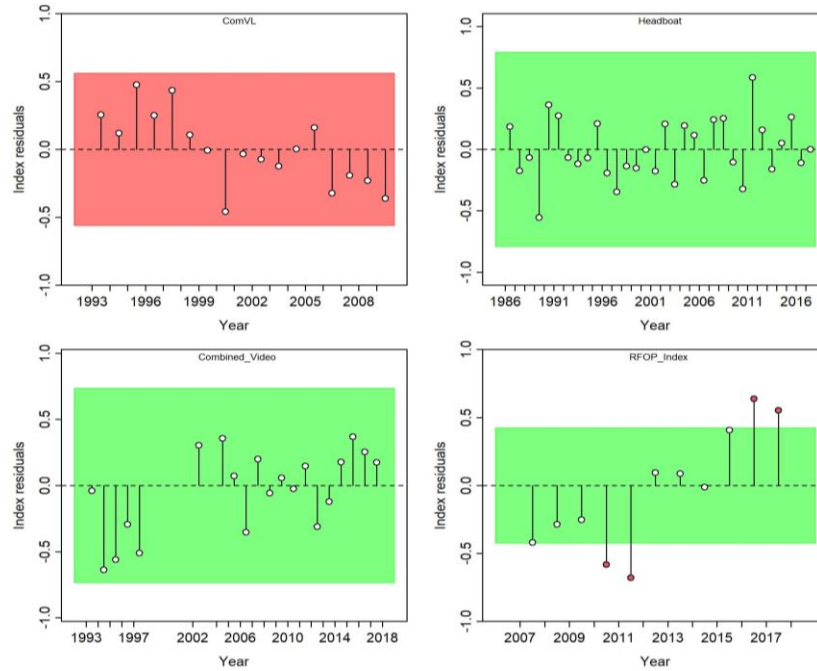 ComVL
Index residuals
1.0
0.5
0.0
-0.5
-1.0
1993 1996 1999 2002 2005 2008
Year
Headboat
Index residuals
1.0
0.5
0.0
-0.5
-1.0
1986 1991 1996 2001 2006 2011 2016
Year
Combined_Video
Index residuals
1.0
0.5
0.0
-0.5
-1.0
1993 1997 2002 2006 2010 2014 2018
Year
RFOP_Index
Index residuals
1.0
0.5
0.0
-0.5
-1.0
2007 2009 2011 2013 2015 2017
Year